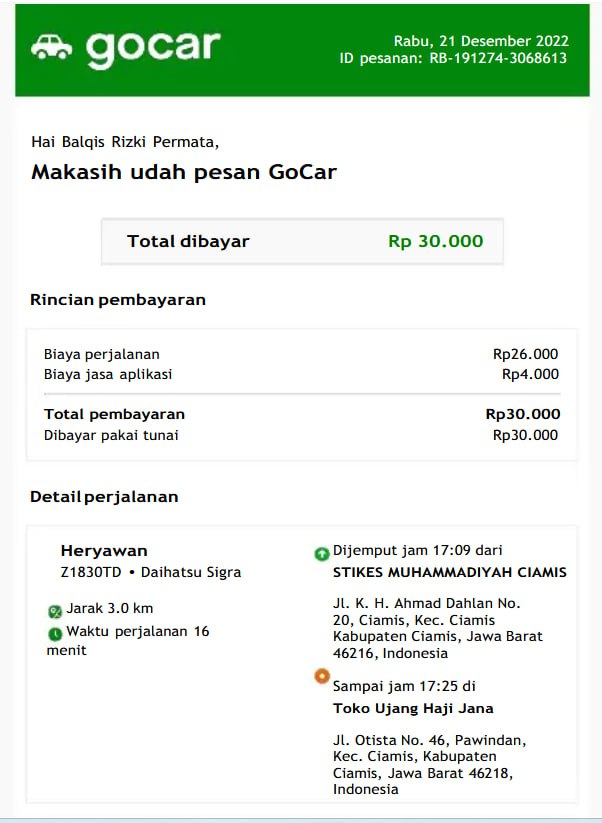 gocar
Rabu, 21 Desember 2022
ID pesanan: RB-191274-3068613
Hai Balqis Rizki Permata,
Makasih udah pesan GoCar
Total dibayar Rp 30.000
Rincian pembayaran
Biaya perjalanan Rp26.000
Biaya jasa aplikasi Rp4.000
Total pembayaran Rp30.000
Dibayar pakai tunai Rp30.000
Detail perjalanan
Heryawan
Z1830TD • Daihatsu Sigra
Jarak 3.0 km
Waktu perjalanan 16
menit
Dijemput jam 17:09 dari
STIKES MUHAMMADIYAH CIAMIS
Jl. K. H. Ahmad Dahlan No.
20, Ciamis, Kec. Ciamis
Kabupaten Ciamis, Jawa Barat
46216, Indonesia
Sampai jam 17:25 di
Toko Ujang Haji Jana
Jl. Otista No. 46, Pawindan,
Kec. Ciamis, Kabupaten
Ciamis, Jawa Barat 46218,
Indonesia